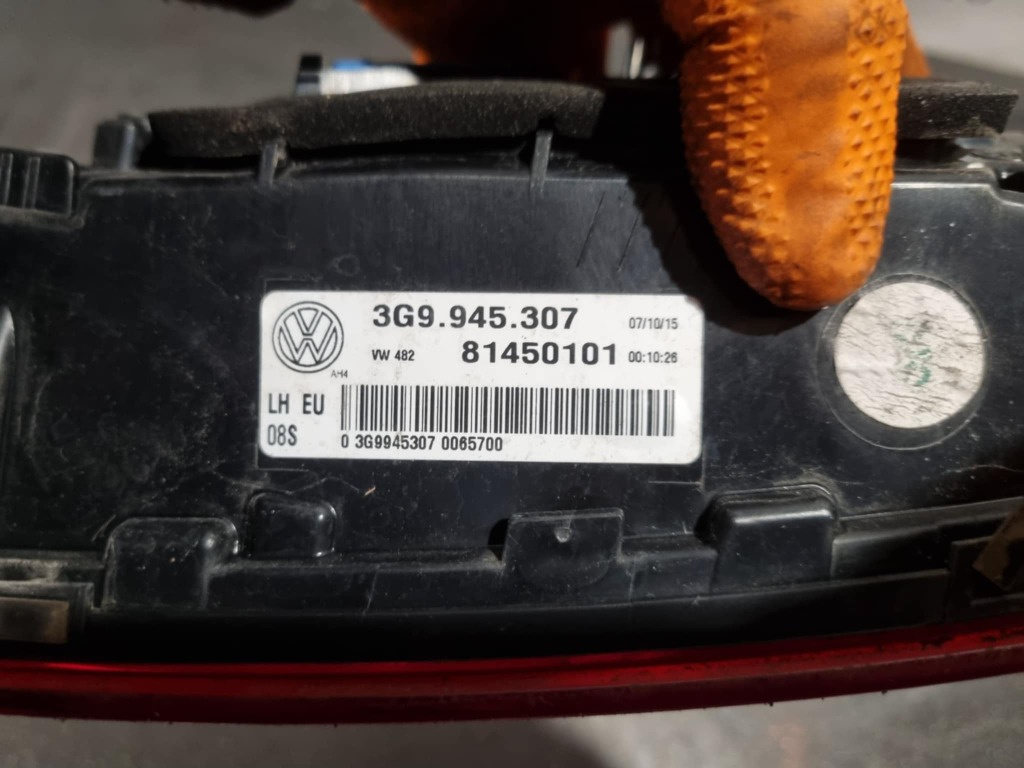 3G9.945.307 07/10/15
VW 482 81450101 00:10:26
AH4
LH EU
08S
0 3G9945307 0065700